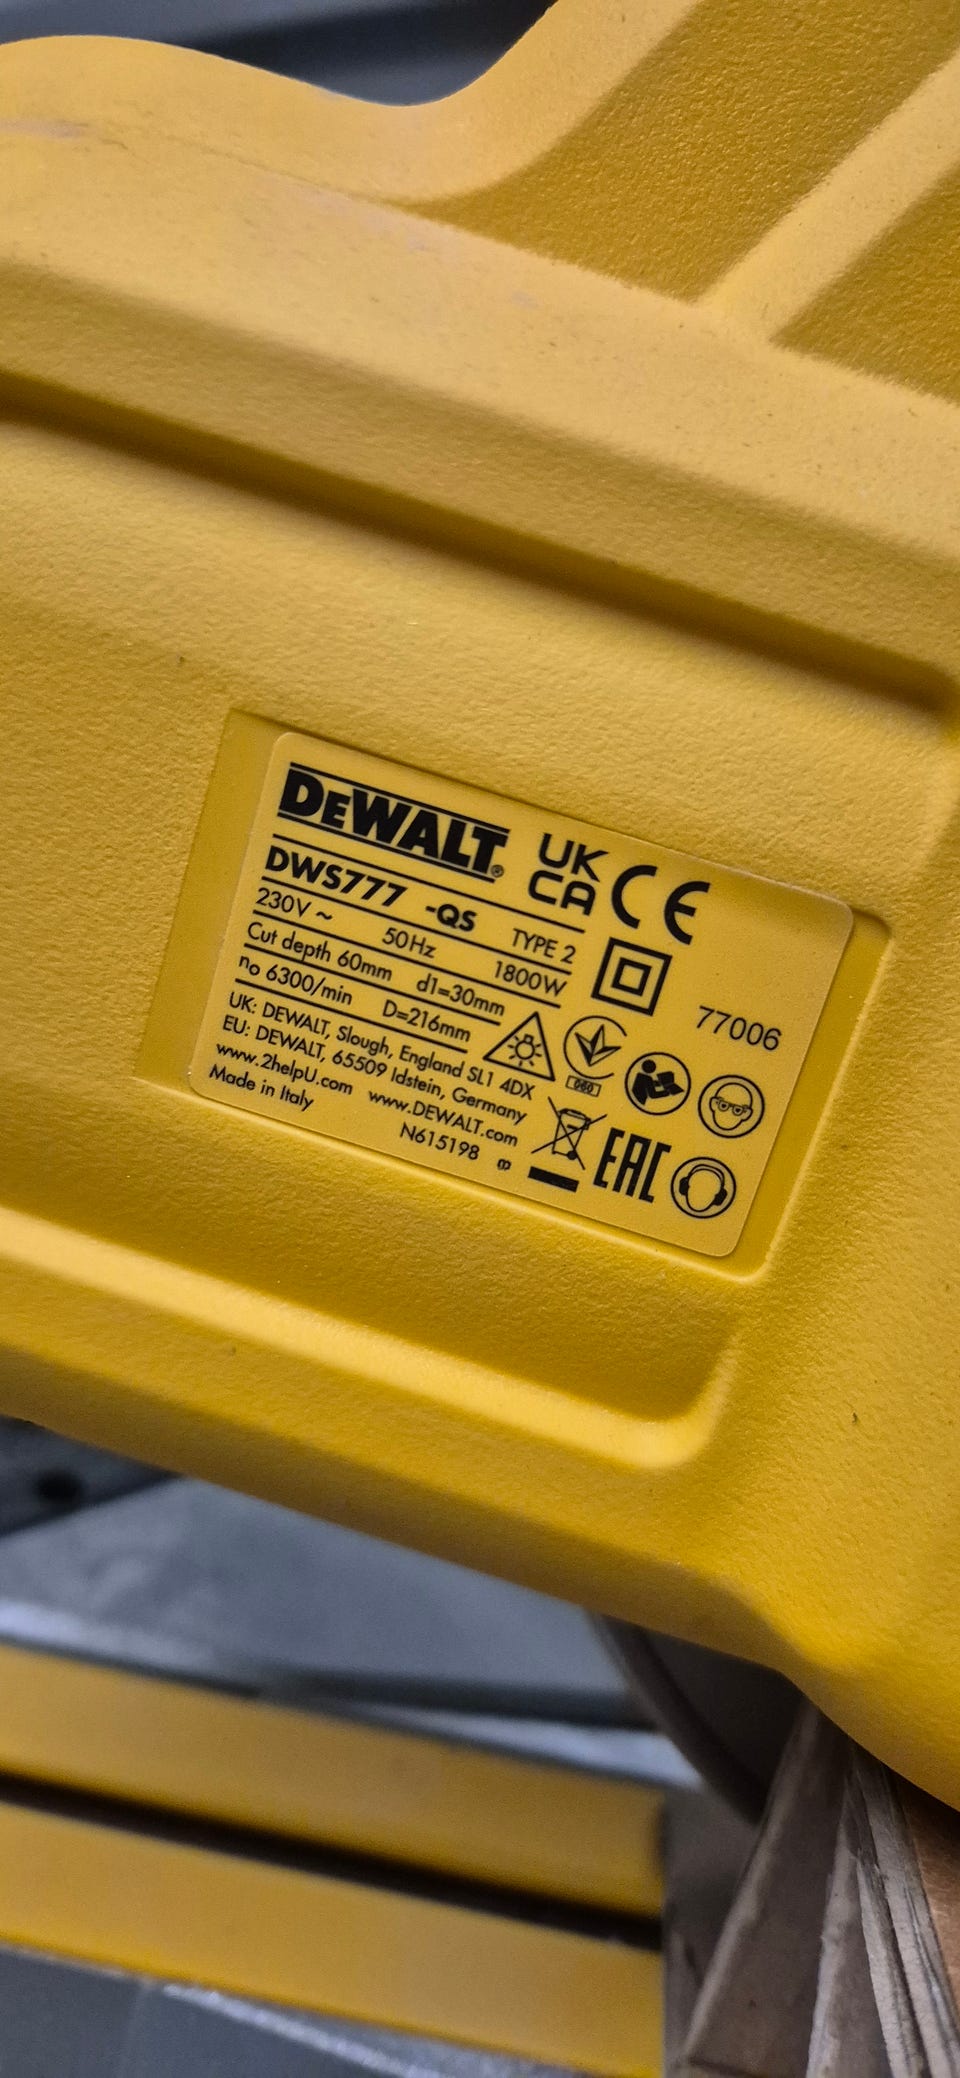 DEWALT®
UK
CA CE
DWS777 -QS TYPE 2
230V ~ 50Hz 1800W
Cut depth 60mm d1=30mm
n₀ 6300/min D=216mm
77006
UK: DEWALT, Slough, England SL1 4DX
EU: DEWALT, 65509 Idstein, Germany
www.2helpU.com www.DEWALT.com
Made in Italy N615198
060
EAC